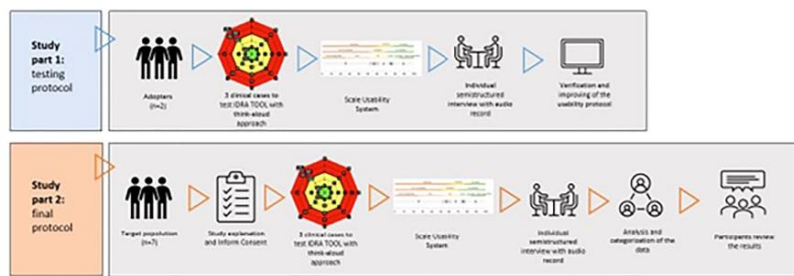 Study
part 1:
testing
protocol
Adopters
(n=2)
3 clinical cases to
test IDRA TOOL with
think-aloud
approach
Scale Usability
System
Individual
semistructured
interview with audio
record
Verification and
improving of the
usability protocol
Study
part 2:
final
protocol
Target population
(n=7)
Study explanation
and Inform Consent
3 clinical cases to
test IDRA TOOL with
think-aloud
approach
Scale Usability
System
Individual
semistructured
interview with audio
record
Analysis and
categorization of the
data
Participants review
the results